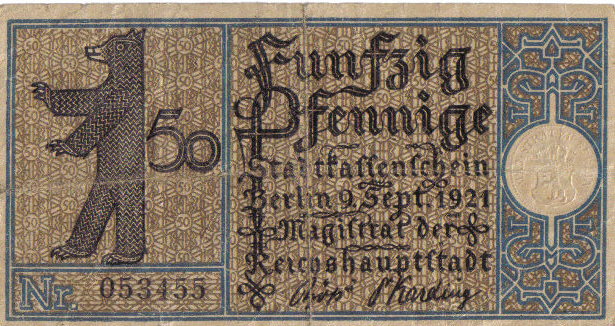 50
Fünfzig
Pfennige
Stadtkassenschein
Berlin 9. Sept. 1921
Magistrat der
Reichshauptstadt
Nr. 053455